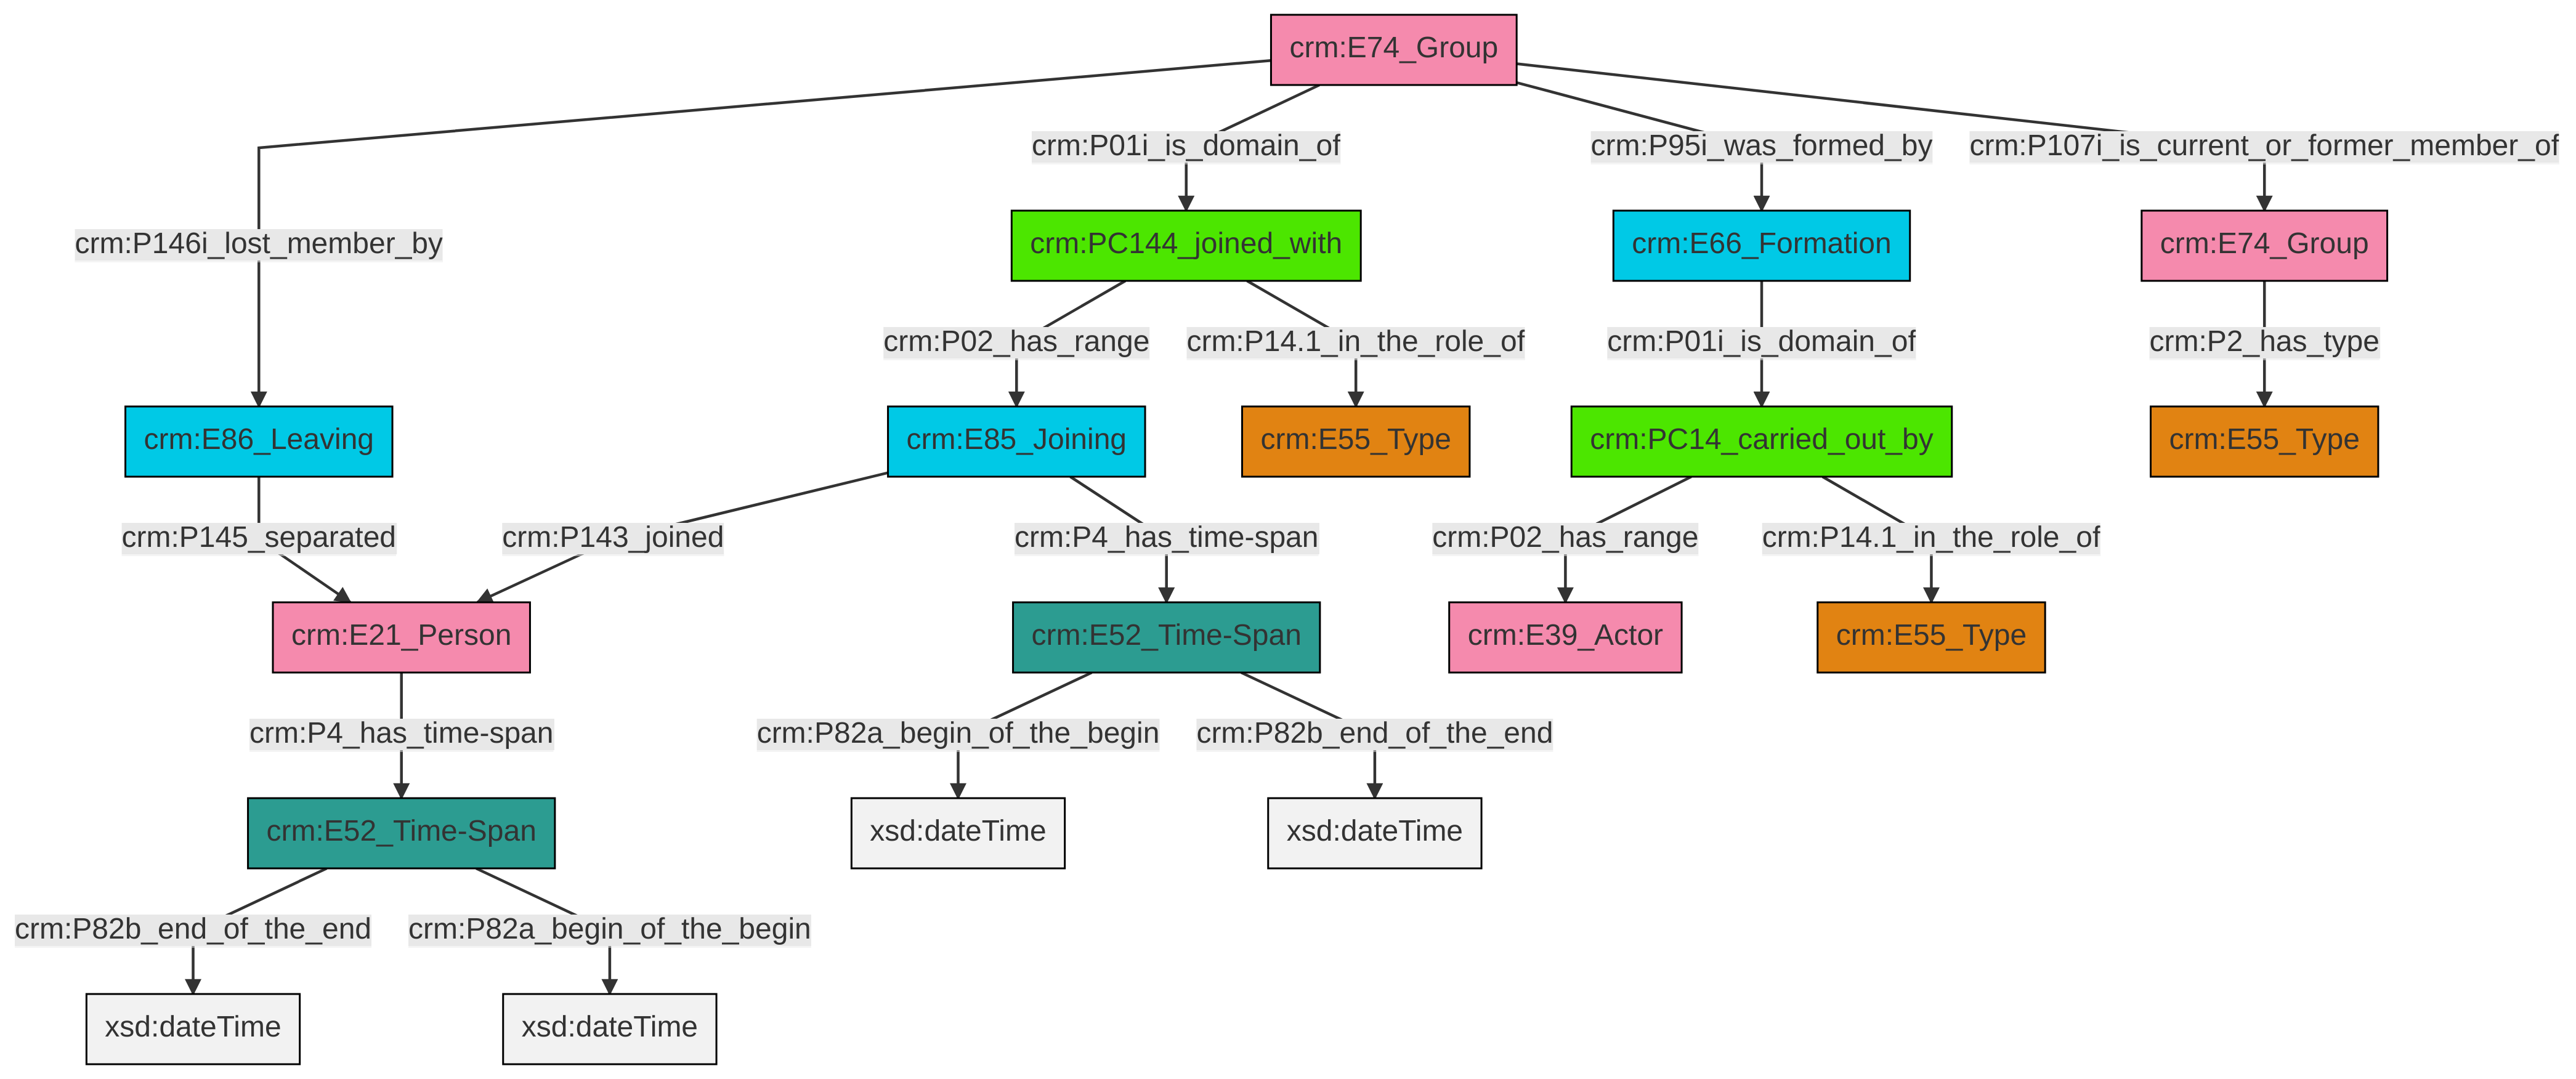 crm:E74_Group
crm:P01i_is_domain_of
crm:P95i_was_formed_by
crm:P107i_is_current_or_former_member_of
crm:P146i_lost_member_by
crm:PC144_joined_with
crm:E66_Formation
crm:E74_Group
crm:P02_has_range
crm:P14.1_in_the_role_of
crm:P01i_is_domain_of
crm:P2_has_type
crm:E86_Leaving
crm:E85_Joining
crm:E55_Type
crm:PC14_carried_out_by
crm:E55_Type
crm:P145_separated
crm:P143_joined
crm:P4_has_time-span
crm:P02_has_range
crm:P14.1_in_the_role_of
crm:E21_Person
crm:E52_Time-Span
crm:E39_Actor
crm:E55_Type
crm:P4_has_time-span
crm:P82a_begin_of_the_begin
crm:P82b_end_of_the_end
crm:E52_Time-Span
xsd:dateTime
xsd:dateTime
crm:P82b_end_of_the_end
crm:P82a_begin_of_the_begin
xsd:dateTime
xsd:dateTime